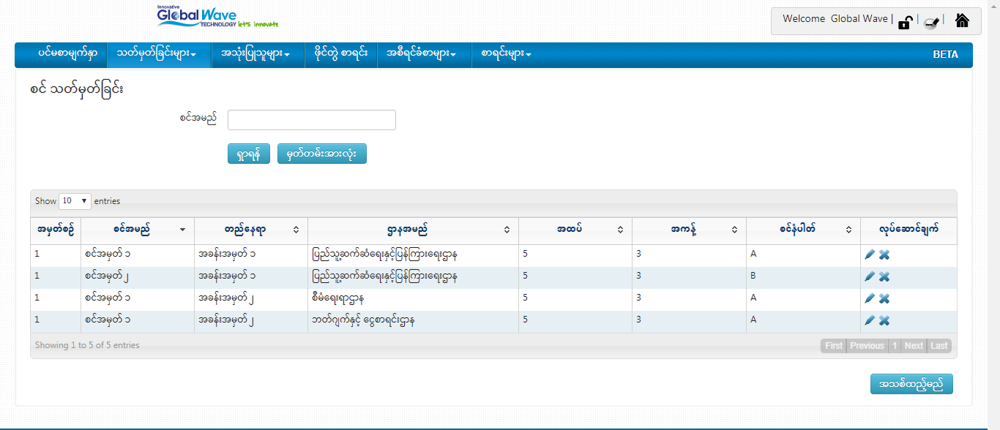 Innovative
Global Wave
TECHNOLOGY let's innovate
Welcome Global Wave | | |
ပင်မစာမျက်နှာ သတ်မှတ်ခြင်းများ အသုံးပြုသူများ ဖိုင်တွဲ စာရင်း အစီရင်ခံစာများ စာရင်းများ BETA
စင် သတ်မှတ်ခြင်း
စင်အမည်
ရှာရန် မှတ်တမ်းအားလုံး
Show 10 entries
အမှတ်စဉ် စင်အမည် တည်နေရာ ဌာနအမည် အထပ် အကန့် စင်နံပါတ် လုပ်ဆောင်ချက်
1 စင်အမှတ် ၁ အခန်းအမှတ် ၁ ပြည်သူ့ဆက်ဆံရေးနှင့်ပြန်ကြားရေးဌာန 5 3 A
1 စင်အမှတ်၂ အခန်းအမှတ် ၁ ပြည်သူ့ဆက်ဆံရေးနှင့်ပြန်ကြားရေးဌာန 5 3 B
1 စင်အမှတ် ၁ အခန်းအမှတ်၂ စီမံရေးရာဌာန 5 3 A
1 စင်အမှတ် ၁ အခန်းအမှတ်၂ ဘတ်ဂျက်နှင့် ငွေစာရင်းဌာန 5 3 A
Showing 1 to 5 of 5 entries First Previous 1 Next Last
အသစ်ထည့်မည်